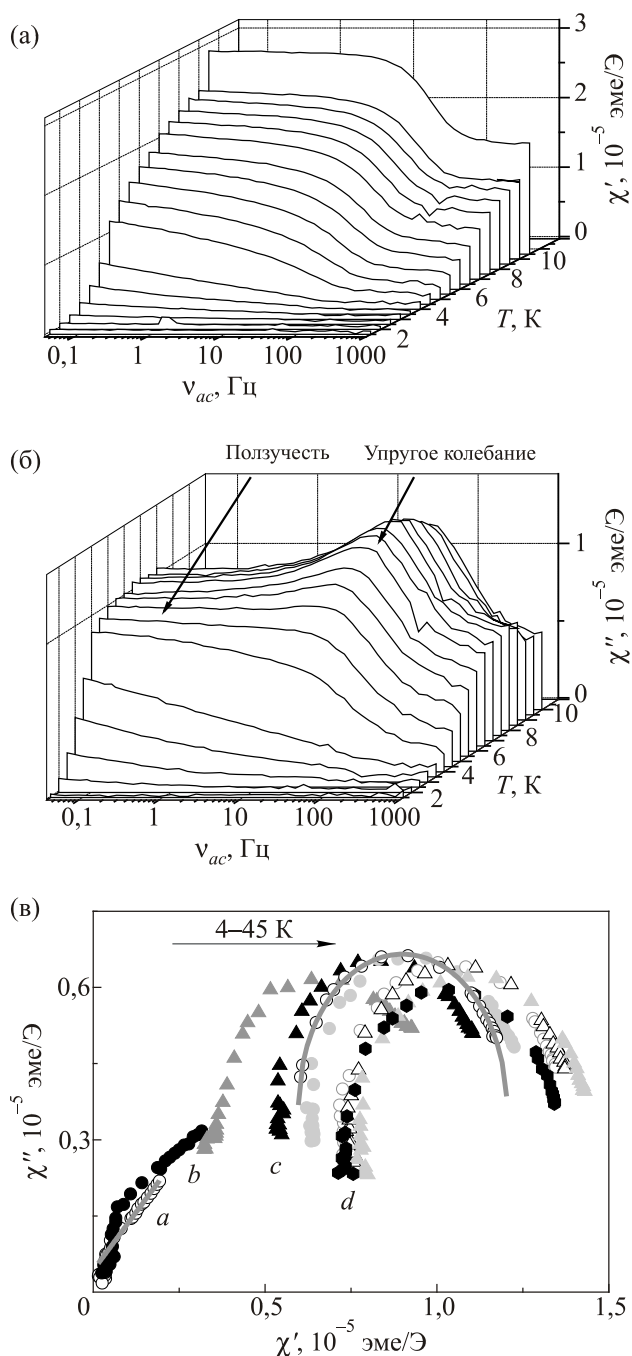 (а)
3
2
1
0
χ′, 10⁻⁵ эме/Э
10
8
6
4
2
T, К
0,1 1 10 100 1000
ν_ac, Гц
(б)
Ползучесть Упругое колебание
1
0
χ″, 10⁻⁵ эме/Э
10
8
6
4
2
T, К
0,1 1 10 100 1000
ν_ac, Гц
(в)
4–45 К
0,6
0,3
χ″, 10⁻⁵ эме/Э
a
b
c
d
0 0,5 1,0 1,5
χ′, 10⁻⁵ эме/Э